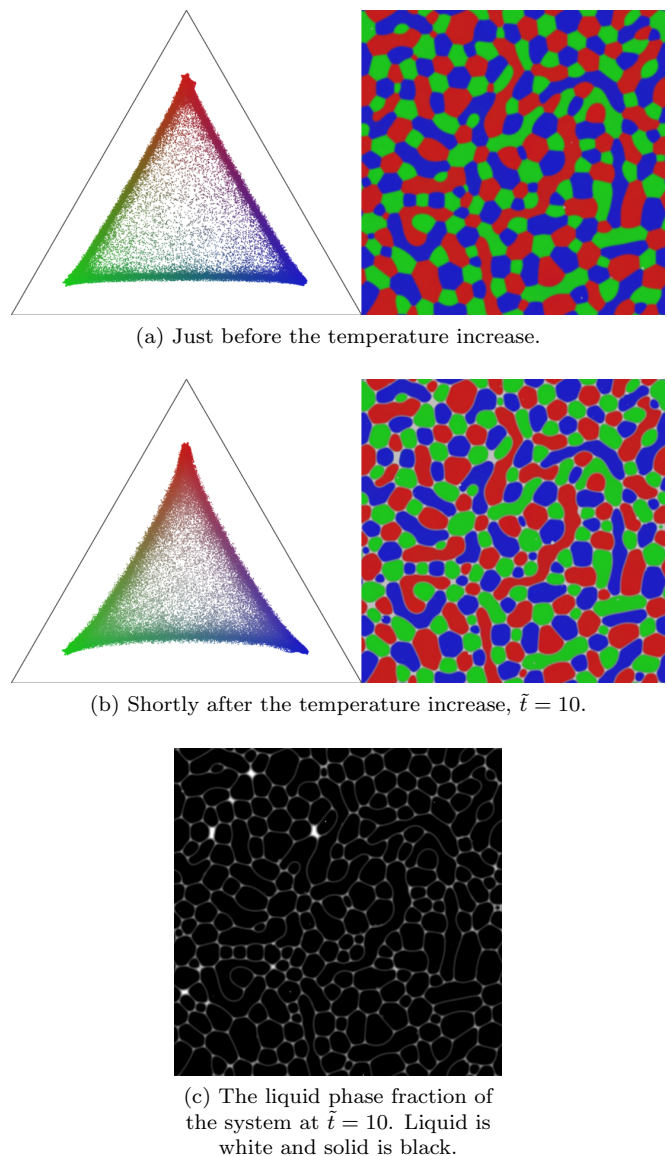 (a) Just before the temperature increase.
(b) Shortly after the temperature increase, t̃ = 10.
(c) The liquid phase fraction of
the system at t̃ = 10. Liquid is
white and solid is black.